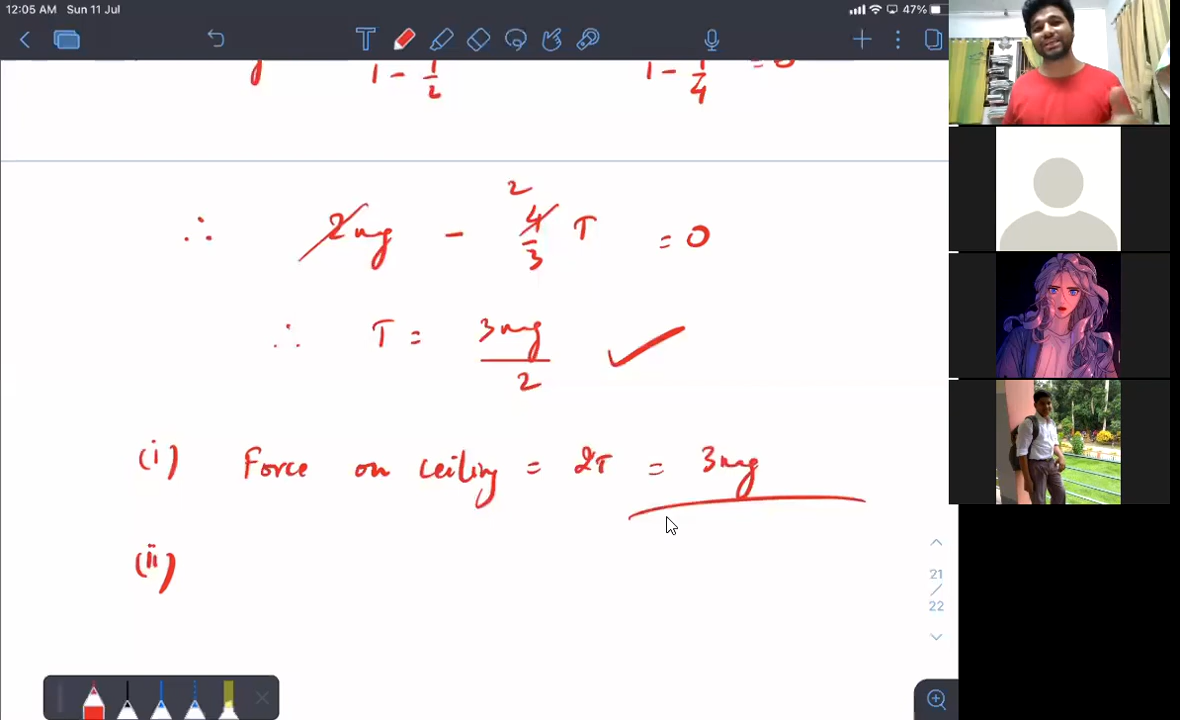 12:05 AM Sun 11 Jul 47%
1 - 1/2 1 - 1/4 = 0
∴ 2mg - 2 4/3 T = 0
∴ T = 3mg/2 ✓
(i) Force on ceiling = 2T = 3mg
(ii)
21
/
22